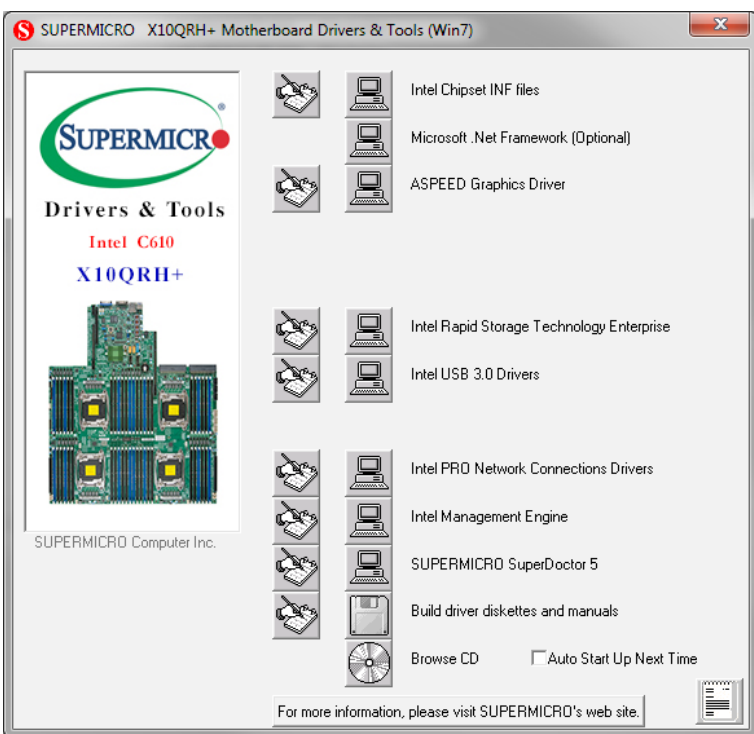 SUPERMICRO X10QRH+ Motherboard Drivers & Tools (Win7)
SUPERMICR
®
Drivers & Tools
Intel C610
X10QRH+
SUPERMICRO Computer Inc.
Intel Chipset INF files
Microsoft .Net Framework (Optional)
ASPEED Graphics Driver
Intel Rapid Storage Technology Enterprise
Intel USB 3.0 Drivers
Intel PRO Network Connections Drivers
Intel Management Engine
SUPERMICRO SuperDoctor 5
Build driver diskettes and manuals
Browse CD Auto Start Up Next Time
For more information, please visit SUPERMICRO's web site.